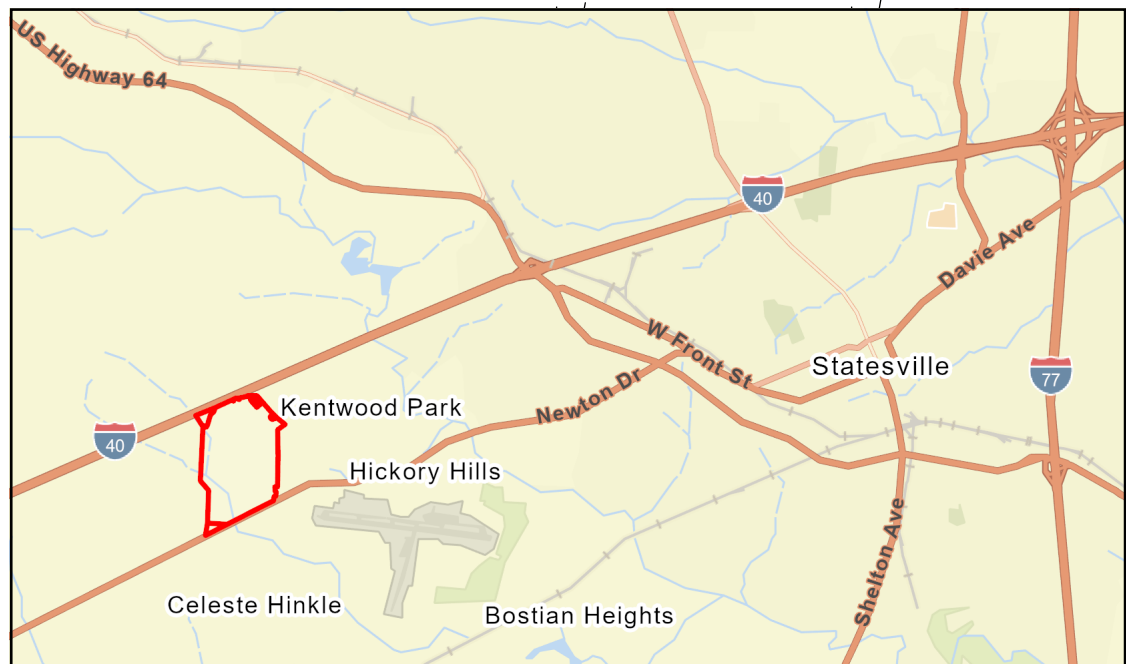 US Highway 64
40
Davie Ave
W Front St
Statesville
77
Newton Dr
Kentwood Park
40
Hickory Hills
Shelton Ave
Celeste Hinkle
Bostian Heights